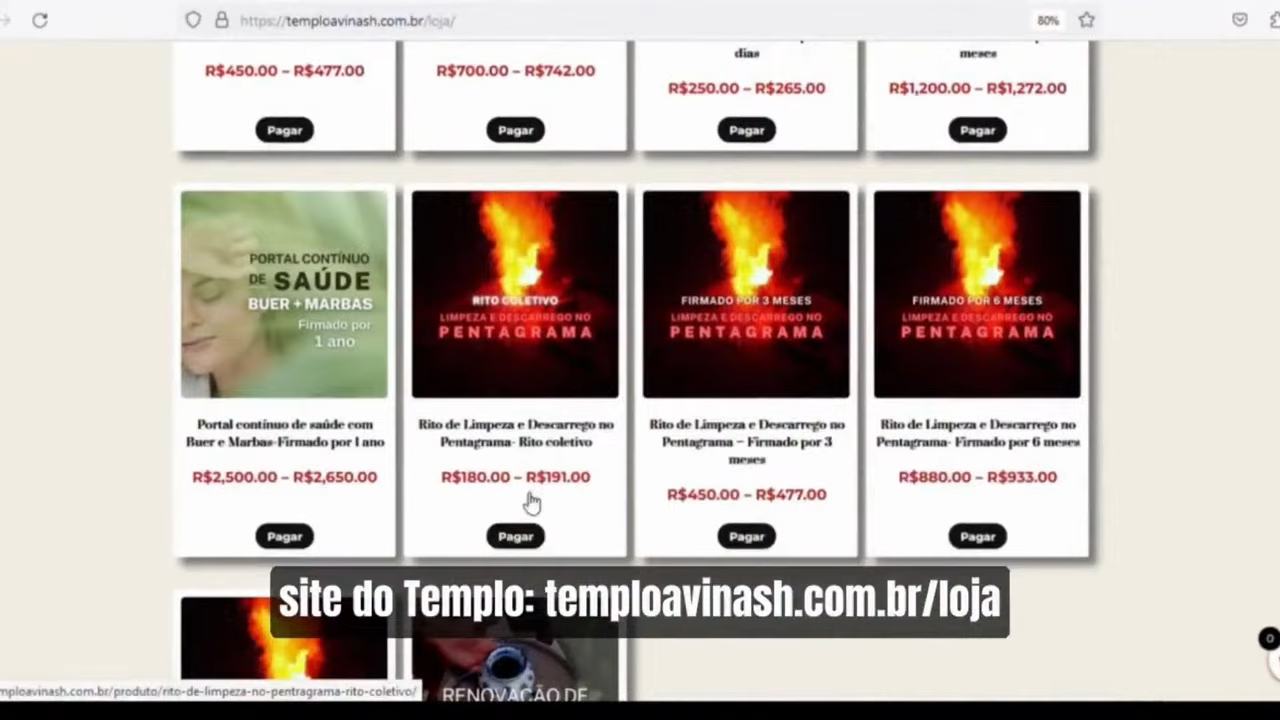 https://temploavinash.com.br/loja/
80%
dias
meses
R$450.00 – R$477.00
R$700.00 – R$742.00
R$250.00 – R$265.00
R$1,200.00 – R$1,272.00
Pagar
Pagar
Pagar
Pagar
PORTAL CONTÍNUO
DE SAÚDE
BUER + MARBAS
Firmado por
1 ano
RITO COLETIVO
LIMPEZA E DESCARREGO NO
PENTAGRAMA
FIRMADO POR 3 MESES
LIMPEZA E DESCARREGO NO
PENTAGRAMA
FIRMADO POR 6 MESES
LIMPEZA E DESCARREGO NO
PENTAGRAMA
Portal contínuo de saúde com
Buer e Marbas-Firmado por 1 ano
R$2,500.00 – R$2,650.00
Pagar
Rito de Limpeza e Descarrego no
Pentagrama- Rito coletivo
R$180.00 – R$191.00
Pagar
Rito de Limpeza e Descarrego no
Pentagrama – Firmado por 3
meses
R$450.00 – R$477.00
Pagar
Rito de Limpeza e Descarrego no
Pentagrama- Firmado por 6 meses
R$880.00 – R$933.00
Pagar
site do Templo: temploavinash.com.br/loja
0
RENOVAÇÃO DE
mploavinash.com.br/produto/rito-de-limpeza-no-pentragrama-rito-coletivo/